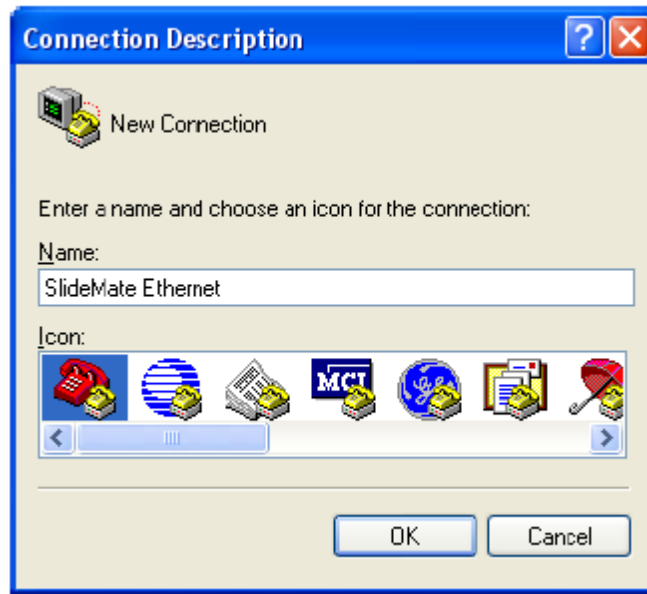 Connection Description
New Connection
Enter a name and choose an icon for the connection:
Name:
SlideMate Ethernet
Icon:
MCI
OK Cancel